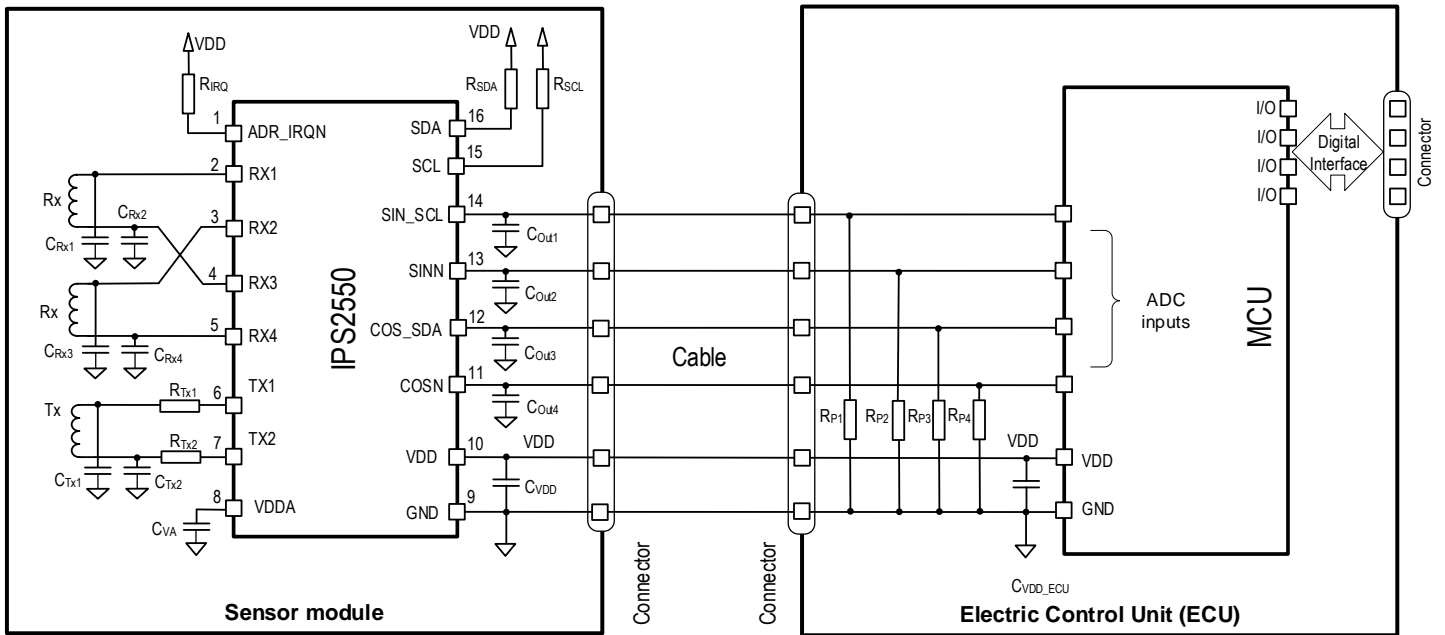 VDD
RIRQ
1
ADR_IRQN
2
RX1
Rx
CRx1
CRx2
3
RX2
4
RX3
Rx
5
RX4
CRx3
CRx4
TX1
6
RTx1
Tx
TX2
7
RTx2
CTx1
CTx2
8
VDDA
CVA
IPS2550
VDD
RSDA
RSCL
16
SDA
15
SCL
14
SIN_SCL
COut1
13
SINN
COut2
12
COS_SDA
COut3
11
COSN
COut4
10
VDD
VDD
CVDD
9
GND
Sensor module
Connector
Cable
Connector
RP1
RP2
RP3
RP4
VDD
CVDD_ECU
ADC
inputs
MCU
VDD
GND
I/O
I/O
I/O
I/O
Digital
Interface
Connector
Electric Control Unit (ECU)